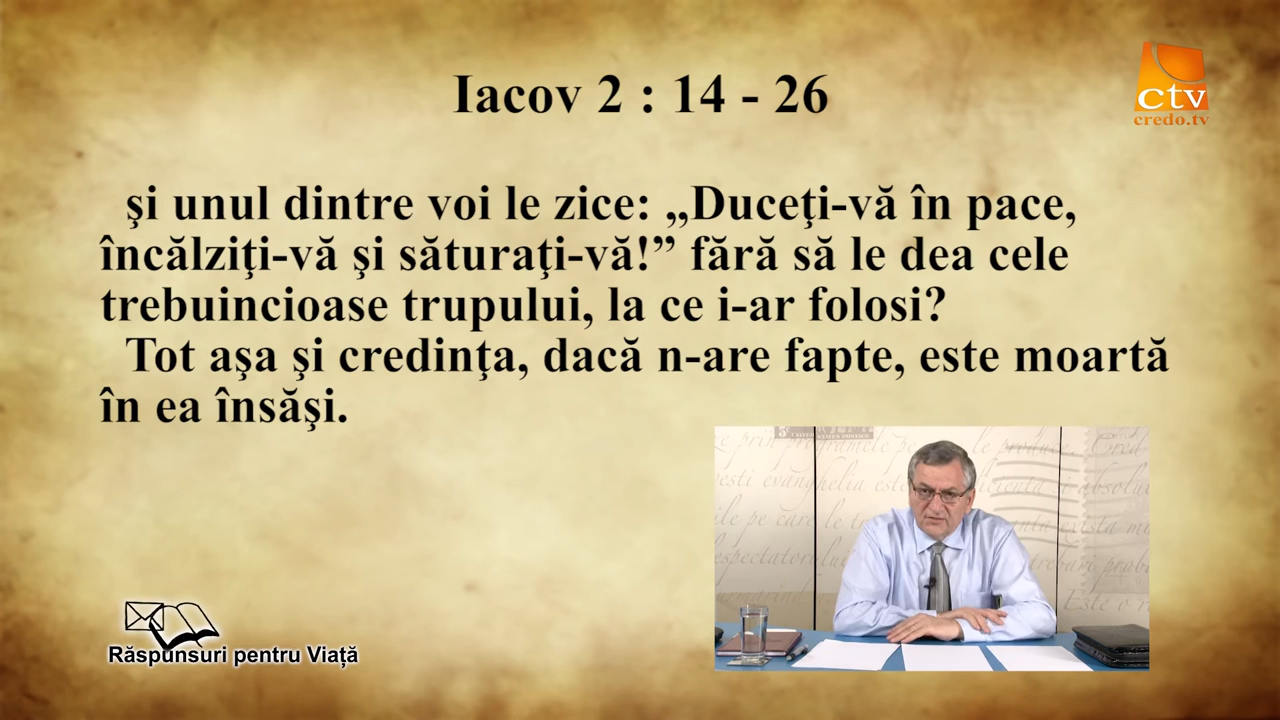 Iacov 2 : 14 - 26
ctv
credo.tv
şi unul dintre voi le zice: „Duceţi-vă în pace,
încălziţi-vă şi săturaţi-vă!” fără să le dea cele
trebuincioase trupului, la ce i-ar folosi?
Tot aşa şi credinţa, dacă n-are fapte, este moartă
în ea însăşi.
Răspunsuri pentru Viață